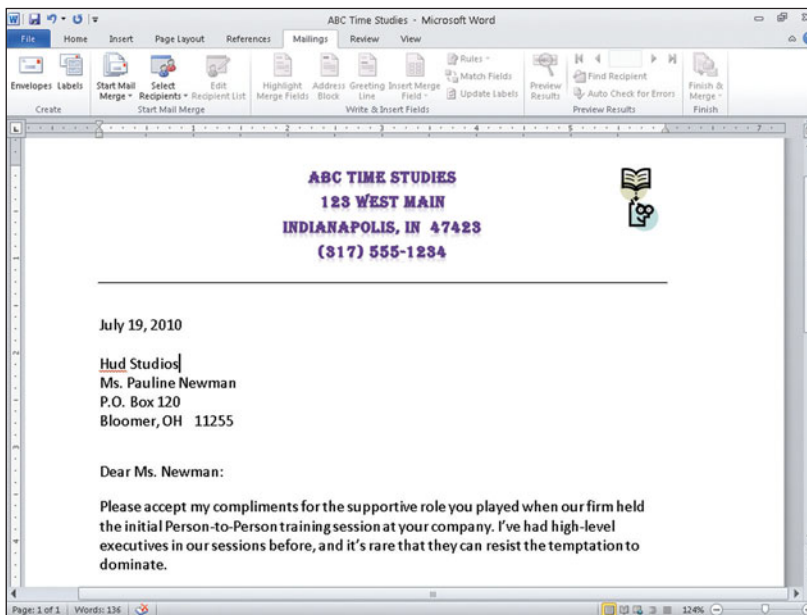 ABC Time Studies - Microsoft Word
File Home Insert Page Layout References Mailings Review View
Envelopes Labels
Create
Start Mail Merge Select Recipients Edit Recipient List
Start Mail Merge
Highlight Merge Fields Address Block Greeting Line Insert Merge Field Rules Match Fields Update Labels
Write & Insert Fields
Preview Results Find Recipient Auto Check for Errors
Preview Results
Finish & Merge
Finish
1 2 3 4 5 7
ABC TIME STUDIES
123 WEST MAIN
INDIANAPOLIS, IN 47423
(317) 555-1234
July 19, 2010
Hud Studios
Ms. Pauline Newman
P.O. Box 120
Bloomer, OH 11255
Dear Ms. Newman:
Please accept my compliments for the supportive role you played when our firm held
the initial Person-to-Person training session at your company. I've had high-level
executives in our sessions before, and it's rare that they can resist the temptation to
dominate.
Page: 1 of 1 Words: 136 124%